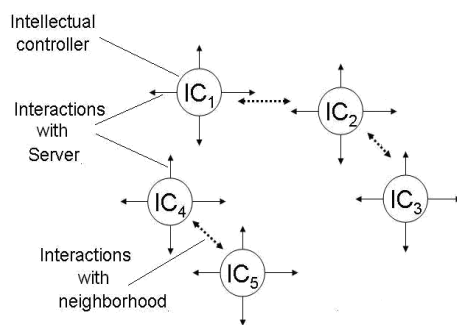 Intellectual
controller
IC₁
IC₂
Interactions
with
Server
IC₃
IC₄
Interactions
with
neighborhood
IC₅